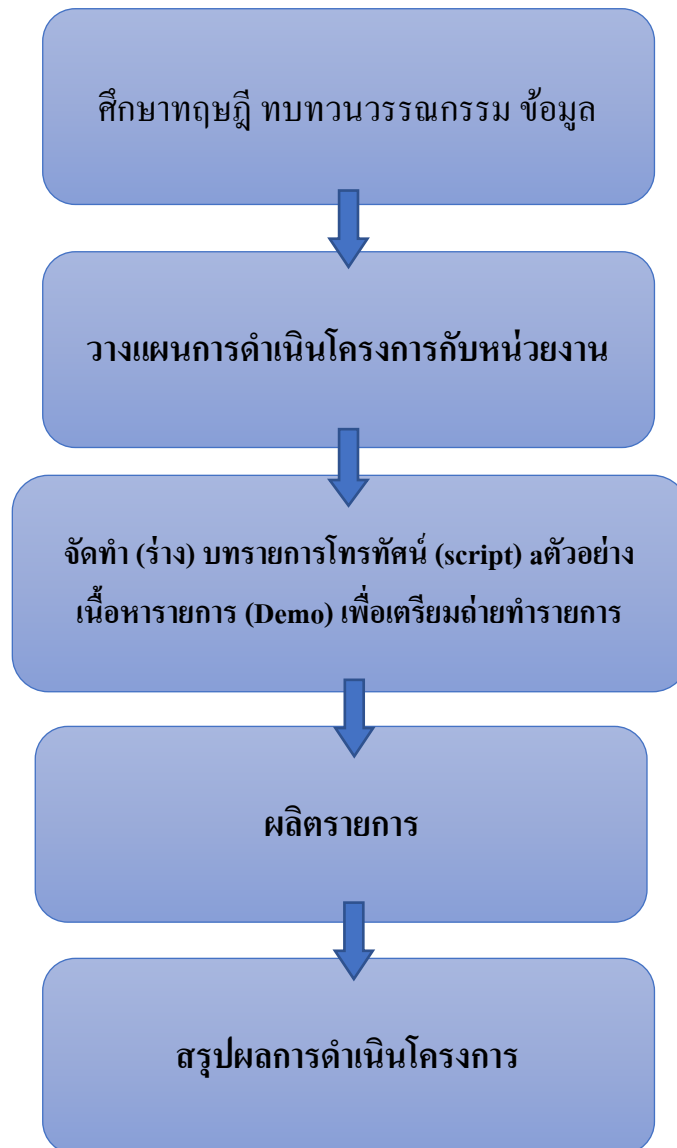 ศึกษาทฤษฎี ทบทวนวรรณกรรม ข้อมูล
วางแผนการดำเนินโครงการกับหน่วยงาน
จัดทำ (ร่าง) บทรายการโทรทัศน์ (script) aตัวอย่าง
เนื้อหารายการ (Demo) เพื่อเตรียมถ่ายทำรายการ
ผลิตรายการ
สรุปผลการดำเนินโครงการ